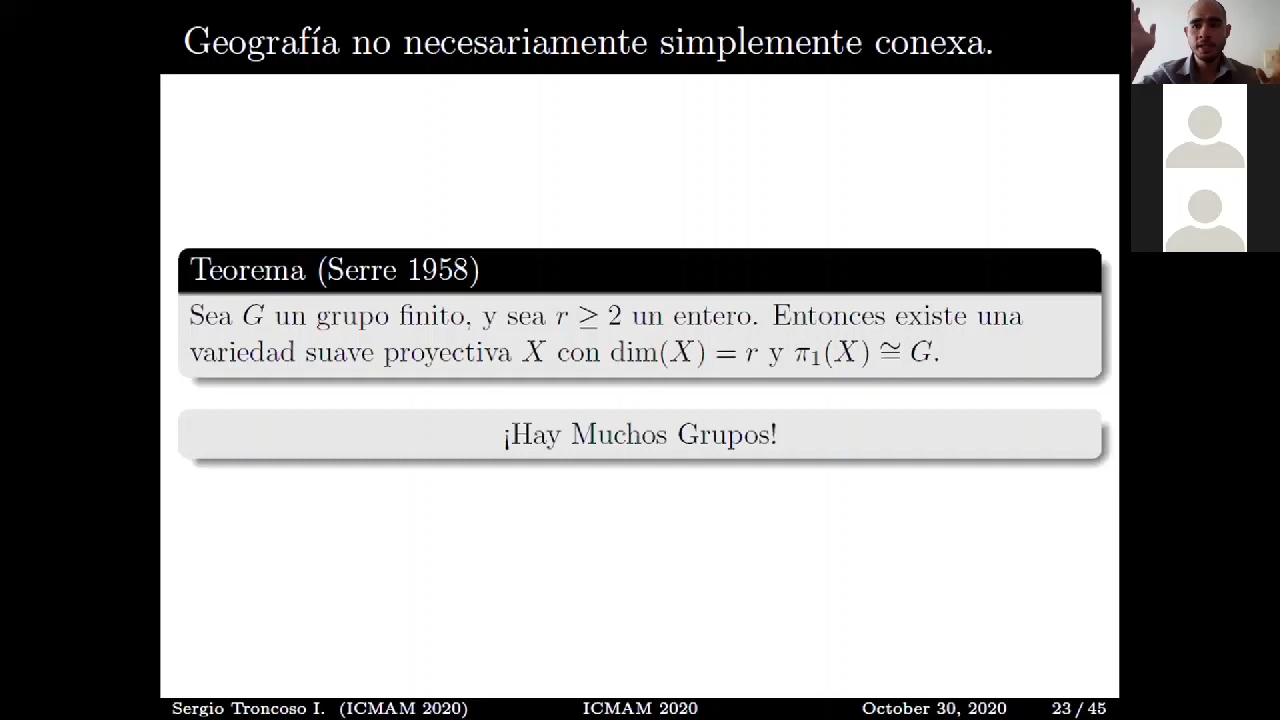 Geografía no necesariamente simplemente conexa.
Teorema (Serre 1958)
Sea G un grupo finito, y sea r ≥ 2 un entero. Entonces existe una
variedad suave proyectiva X con dim(X) = r y π₁(X) ≅ G.
¡Hay Muchos Grupos!
Sergio Troncoso I. (ICMAM 2020) ICMAM 2020 October 30, 2020 23 / 45